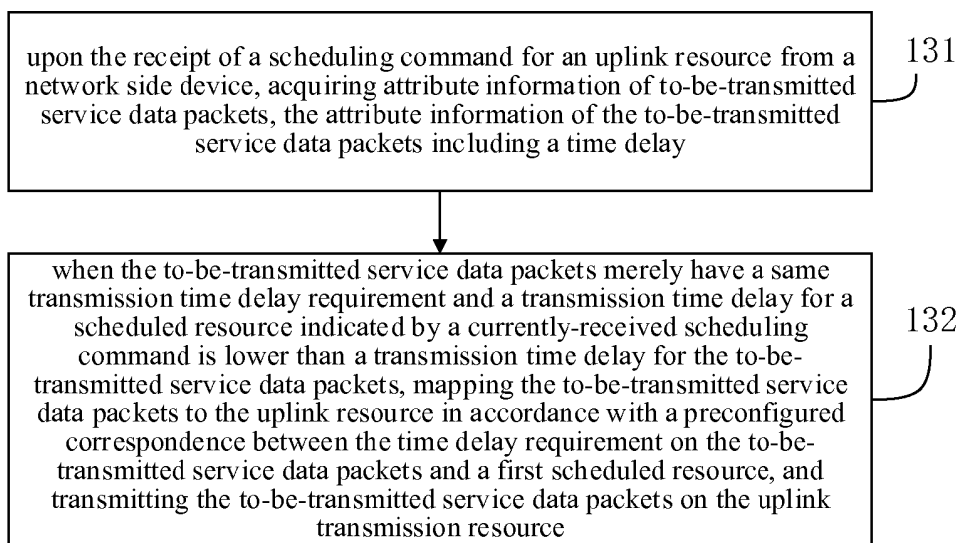 upon the receipt of a scheduling command for an uplink resource from a
network side device, acquiring attribute information of to-be-transmitted
service data packets, the attribute information of the to-be-transmitted
service data packets including a time delay
131
when the to-be-transmitted service data packets merely have a same
transmission time delay requirement and a transmission time delay for a
scheduled resource indicated by a currently-received scheduling
command is lower than a transmission time delay for the to-be-
transmitted service data packets, mapping the to-be-transmitted service
data packets to the uplink resource in accordance with a preconfigured
correspondence between the time delay requirement on the to-be-
transmitted service data packets and a first scheduled resource, and
transmitting the to-be-transmitted service data packets on the uplink
transmission resource
132